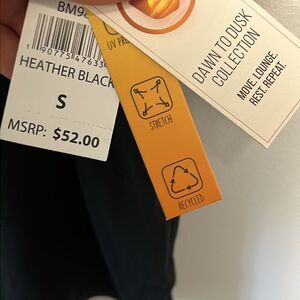 BM9
HEATHER BLACK
S
MSRP: $52.00
STRETCH
RECYCLED
DAWN TO DUSK
COLLECTION
MOVE. LOUNGE.
REST. REPEAT.